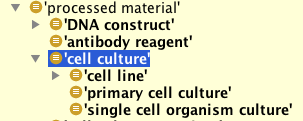 'processed material'
'DNA construct'
'antibody reagent'
'cell culture'
'cell line'
'primary cell culture'
'single cell organism culture'